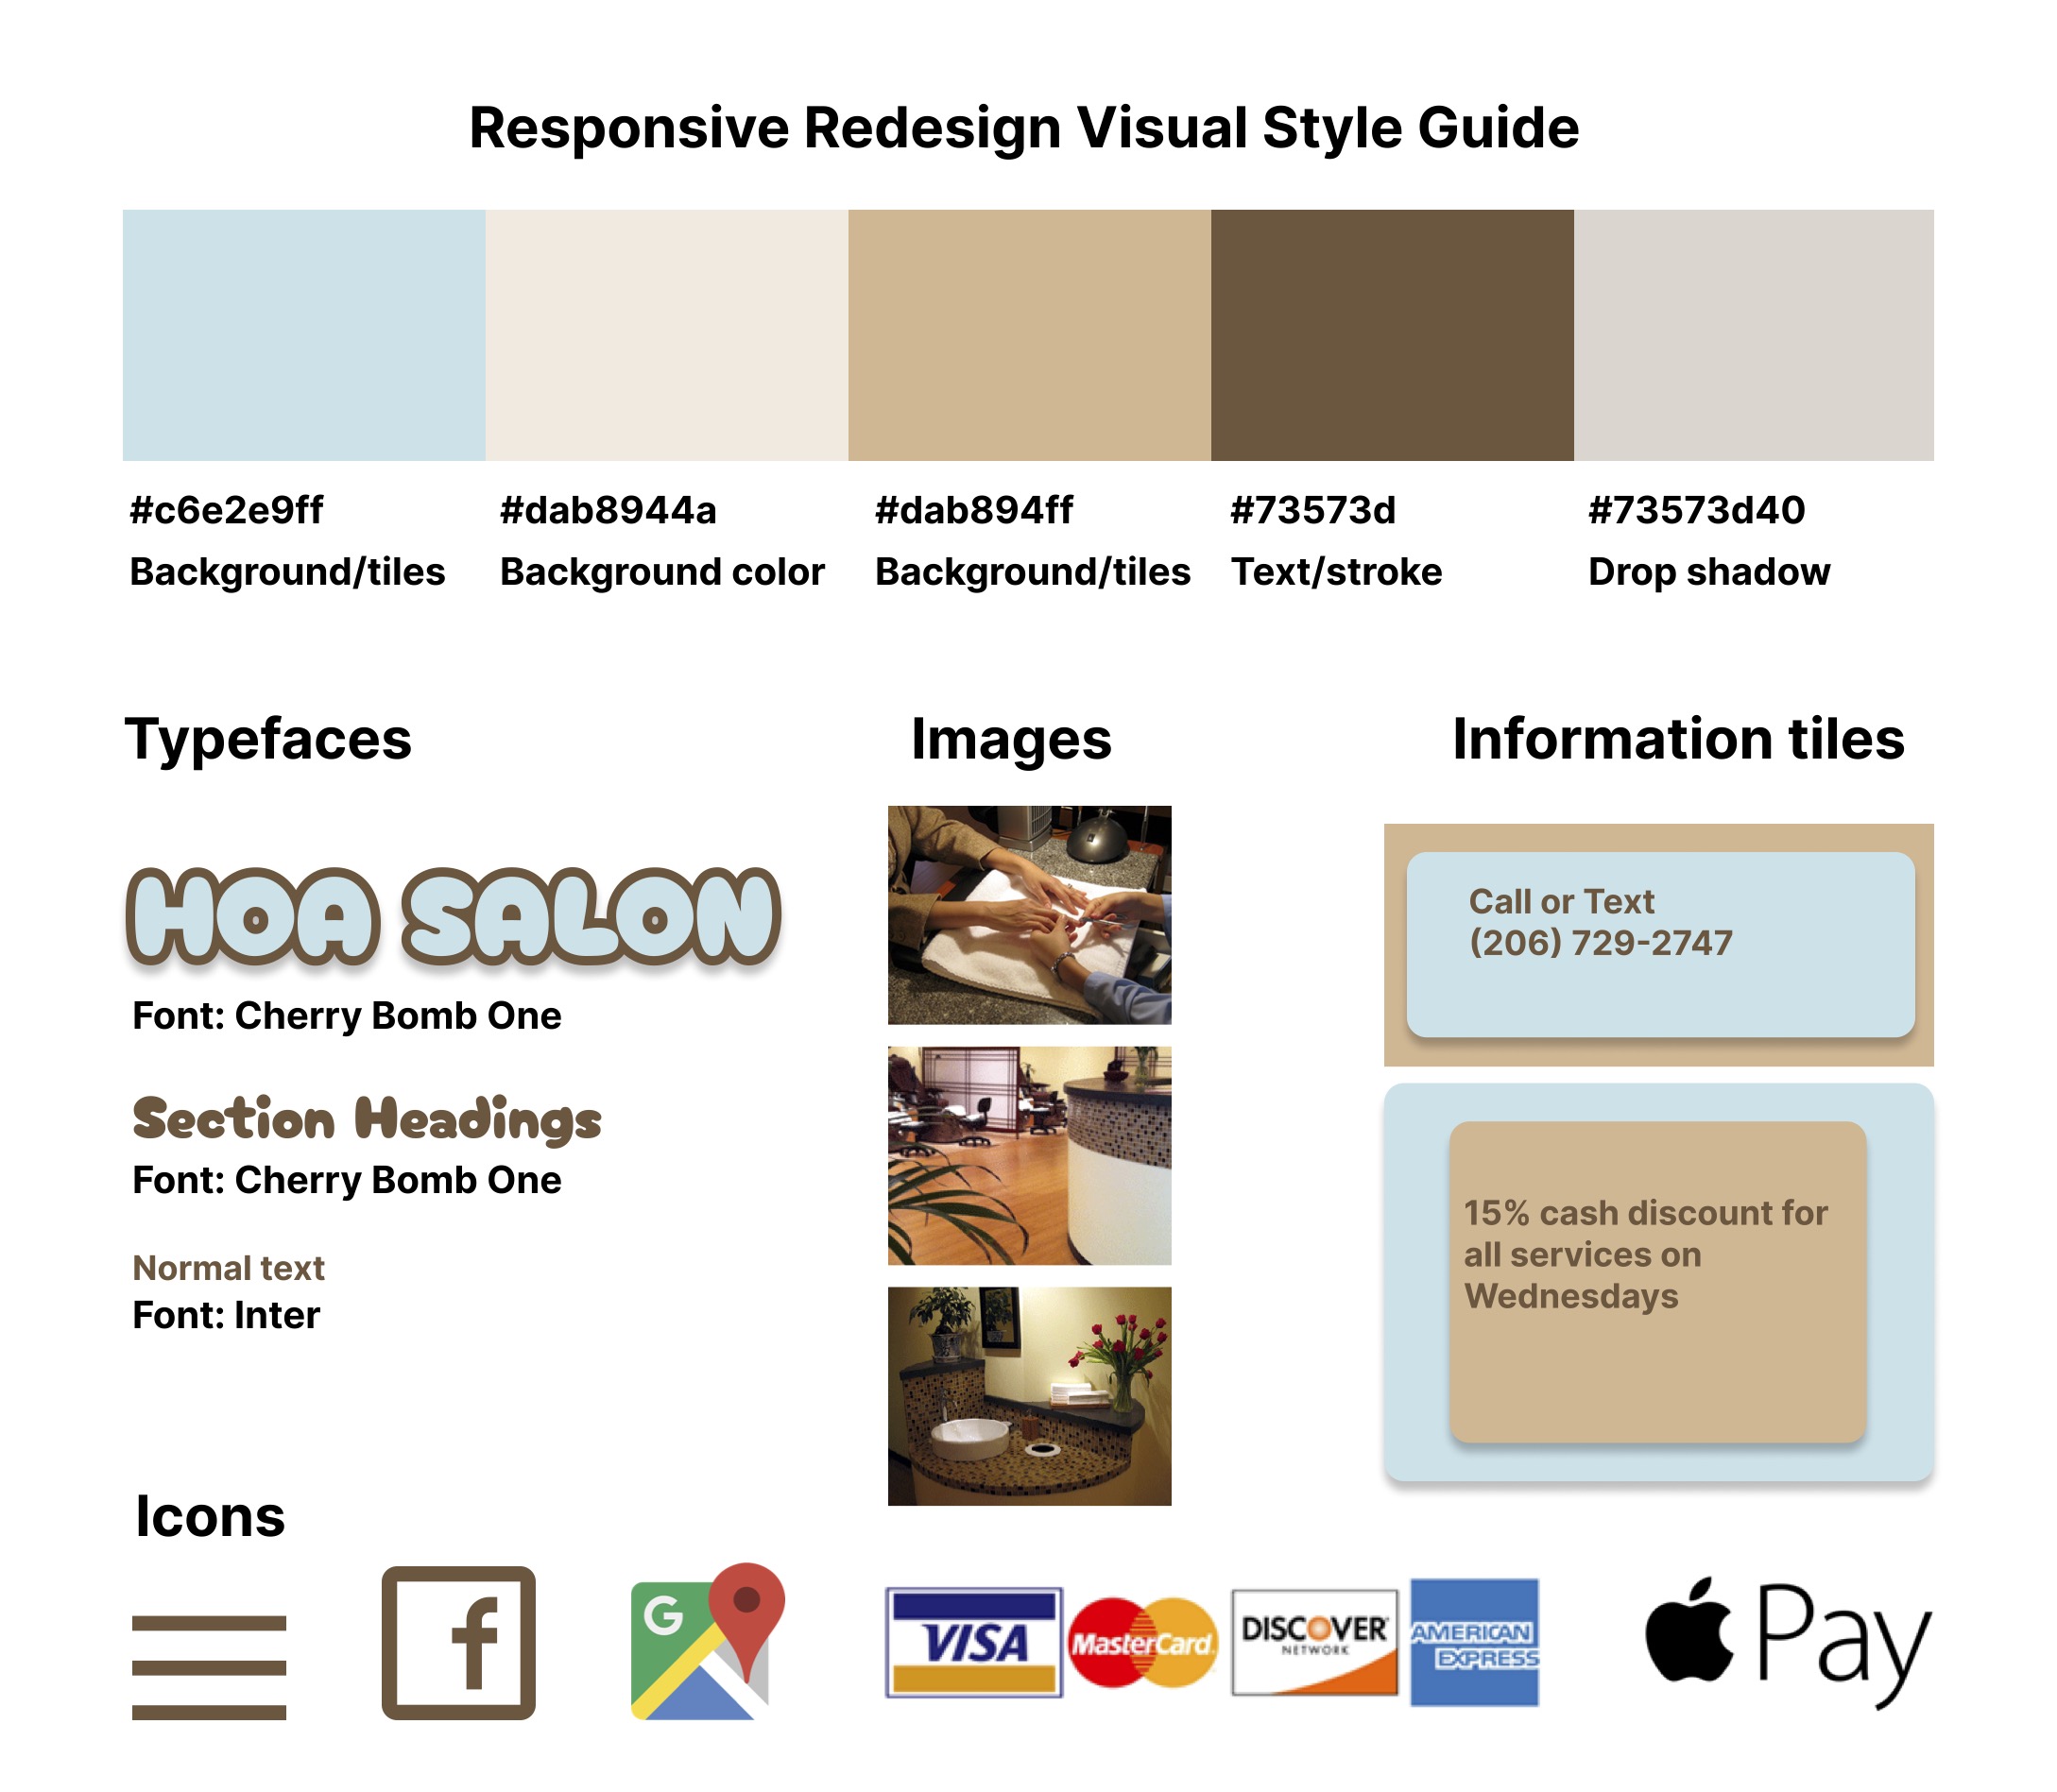 Responsive Redesign Visual Style Guide
#c6e2e9ff
Background/tiles
#dab8944a
Background color
#dab894ff
Background/tiles
#73573d
Text/stroke
#73573d40
Drop shadow
Typefaces
HOA SALON
Font: Cherry Bomb One
Section Headings
Font: Cherry Bomb One
Normal text
Font: Inter
Images
Information tiles
Call or Text
(206) 729-2747
15% cash discount for
all services on
Wednesdays
Icons
f
G
VISA
MasterCard
DISCOVER
NETWORK
AMERICAN
EXPRESS
Pay